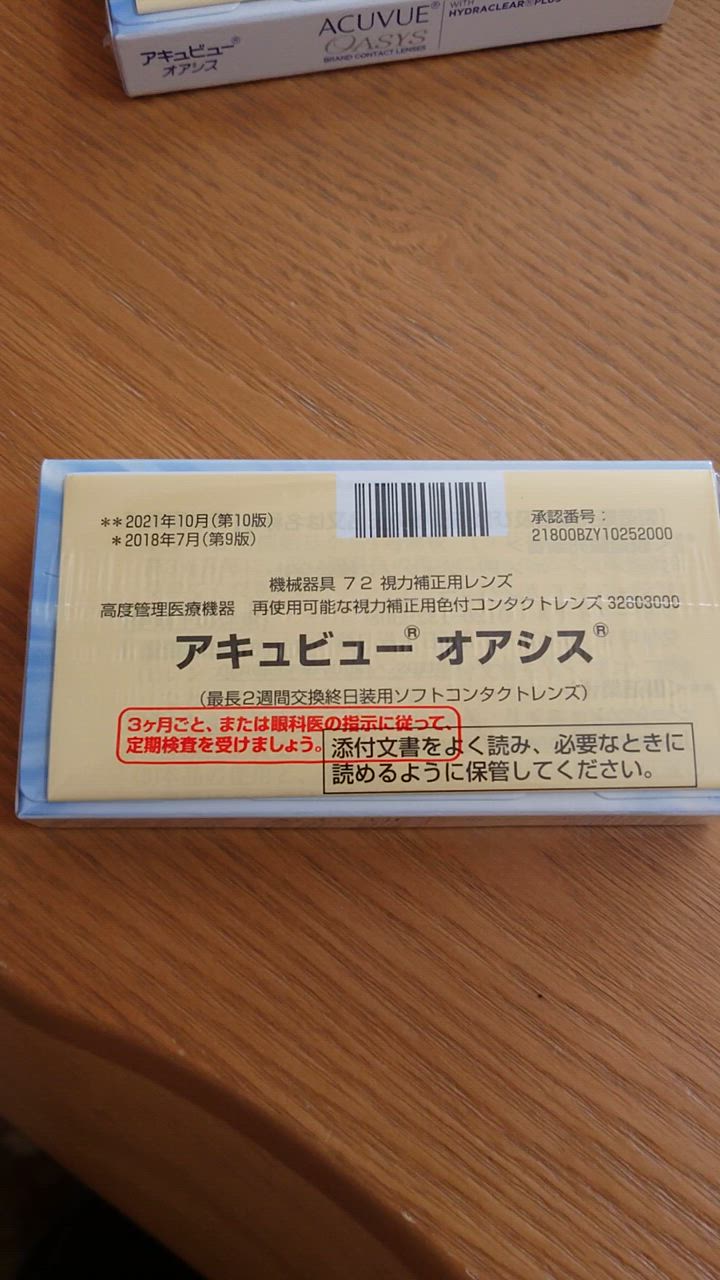 アキュビュー®
オアシス
ACUVUE®
OASYS
BRAND CONTACT LENSES
WITH
HYDRACLEAR® PLUS
**2021年10月(第10版)
*2018年7月(第9版)
承認番号:
21800BZY10252000
機械器具 72 視力補正用レンズ
高度管理医療機器 再使用可能な視力補正用色付コンタクトレンズ 32803000
アキュビュー® オアシス®
(最長2週間交換終日装用ソフトコンタクトレンズ)
3ヶ月ごと、または眼科医の指示に従って、
定期検査を受けましょう。
添付文書をよく読み、必要なときに
読めるように保管してください。